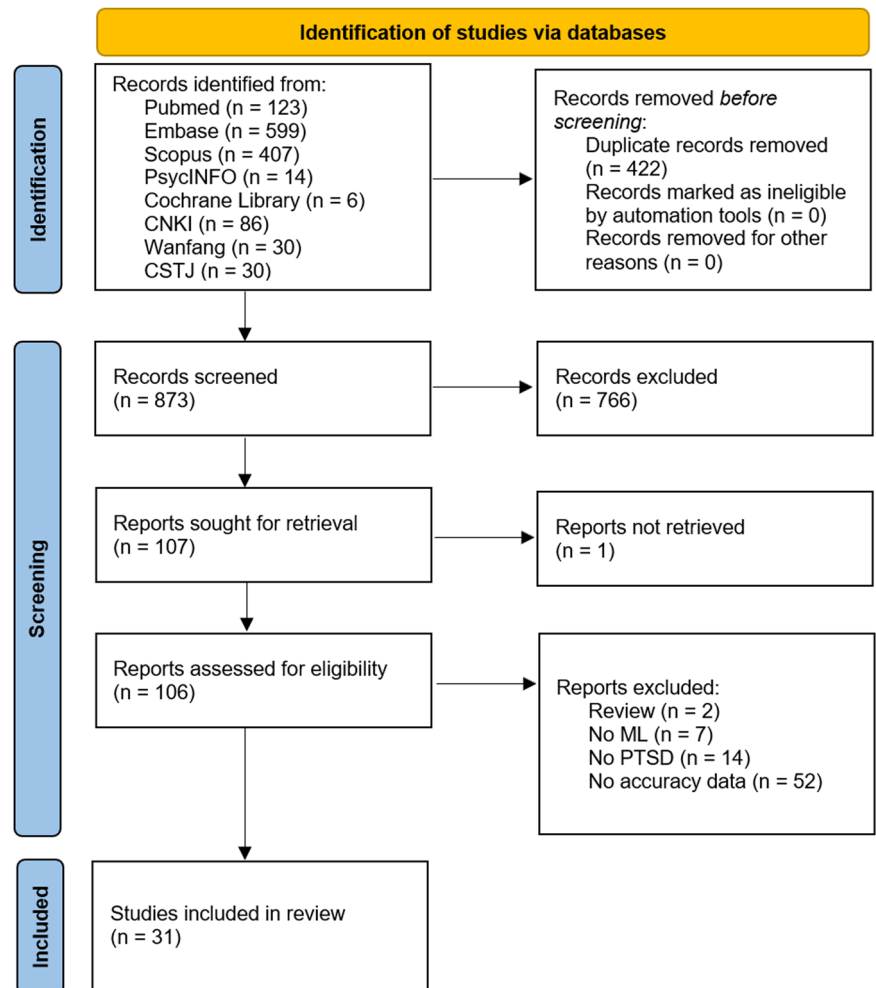 Identification of studies via databases
Identification
Records identified from:
Pubmed (n = 123)
Embase (n = 599)
Scopus (n = 407)
PsycINFO (n = 14)
Cochrane Library (n = 6)
CNKI (n = 86)
Wanfang (n = 30)
CSTJ (n = 30)
Records removed before
screening:
Duplicate records removed
(n = 422)
Records marked as ineligible
by automation tools (n = 0)
Records removed for other
reasons (n = 0)
Screening
Records screened
(n = 873)
Records excluded
(n = 766)
Reports sought for retrieval
(n = 107)
Reports not retrieved
(n = 1)
Reports assessed for eligibility
(n = 106)
Reports excluded:
Review (n = 2)
No ML (n = 7)
No PTSD (n = 14)
No accuracy data (n = 52)
Included
Studies included in review
(n = 31)